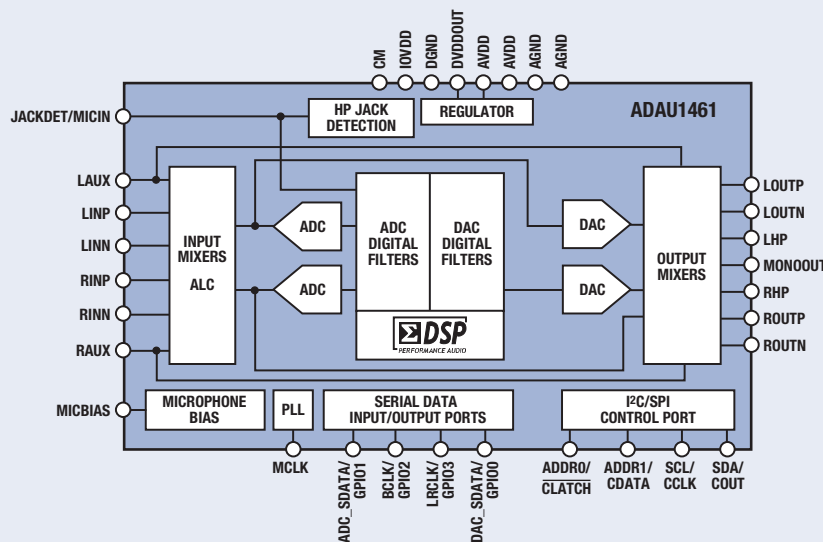 CM
IOVDD
DGND
DVDDOUT
AVDD
AVDD
AGND
AGND
ADAU1461
JACKDET/MICIN
HP JACK
DETECTION
REGULATOR
LAUX
LINP
LINN
RINP
RINN
RAUX
INPUT
MIXERS
ALC
ADC
ADC
ADC
DIGITAL
FILTERS
DAC
DIGITAL
FILTERS
ΣDSP
PERFORMANCE AUDIO
DAC
DAC
OUTPUT
MIXERS
LOUTP
LOUTN
LHP
MONOOUT
RHP
ROUTP
ROUTN
MICBIAS
MICROPHONE
BIAS
PLL
SERIAL DATA
INPUT/OUTPUT PORTS
I²C/SPI
CONTROL PORT
MCLK
ADC_SDATA/
GPIO1
BCLK/
GPIO2
LRCLK/
GPIO3
DAC_SDATA/
GPIO0
ADDR0/
CLATCH
ADDR1/
CDATA
SCL/
CCLK
SDA/
COUT